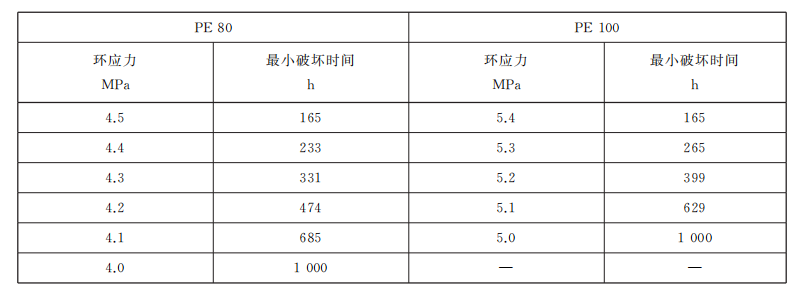 PE 80 PE 100
环应力 最小破坏时间 环应力 最小破坏时间
MPa h MPa h
4.5 165 5.4 165
4.4 233 5.3 265
4.3 331 5.2 399
4.2 474 5.1 629
4.1 685 5.0 1 000
4.0 1 000 — —